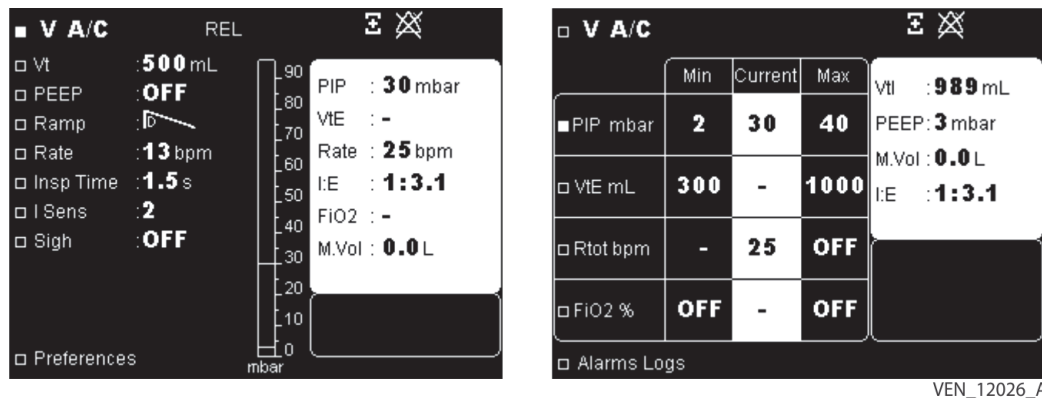 V A/C REL
Vt :500 mL
PEEP :OFF
Ramp :
Rate :13 bpm
Insp Time :1.5 s
I Sens :2
Sigh :OFF
Preferences
90
80
70
60
50
40
30
20
10
0
mbar
PIP : 30 mbar
VtE : -
Rate : 25 bpm
I:E : 1:3.1
FiO2 : -
M.Vol : 0.0 L
V A/C
Min Current Max
PIP mbar 2 30 40
VtE mL 300 - 1000
Rtot bpm - 25 OFF
FiO2 % OFF - OFF
Alarms Logs
VtI :989 mL
PEEP: 3 mbar
M.Vol : 0.0 L
I:E : 1:3.1
VEN_12026_A